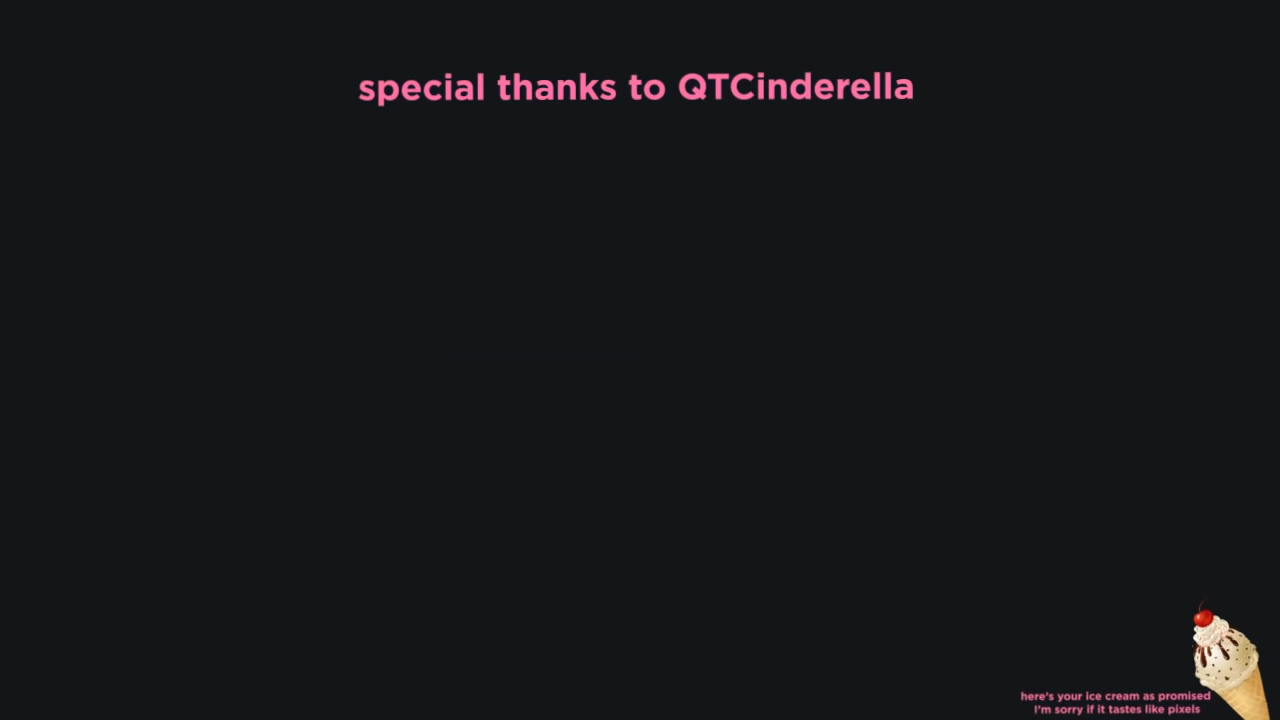 special thanks to QTCinderella
here's your ice cream as promised
I'm sorry if it tastes like pixels